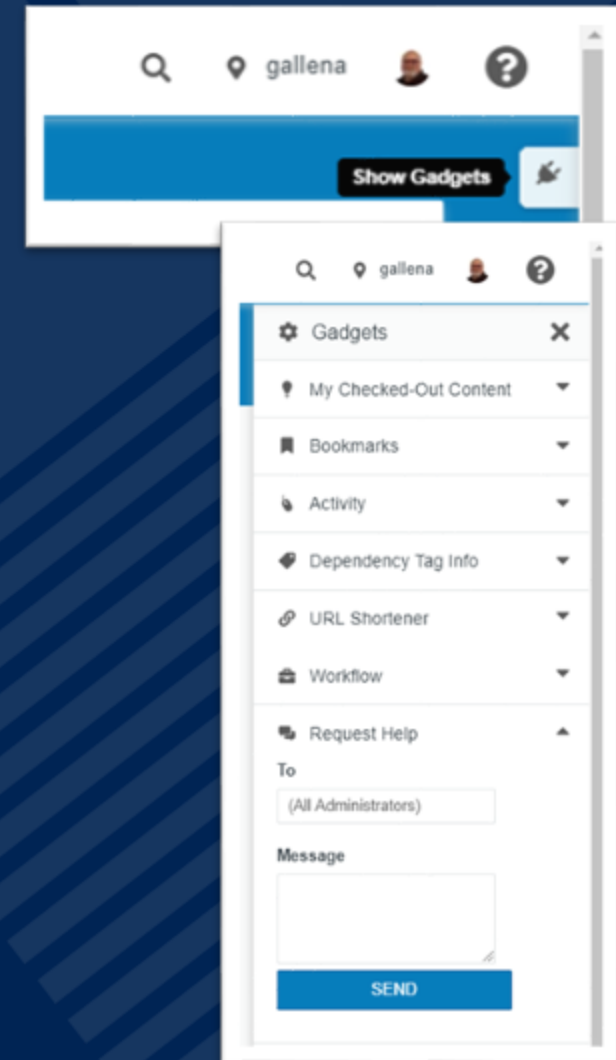 gallena
Show Gadgets
gallena
Gadgets
My Checked-Out Content
Bookmarks
Activity
Dependency Tag Info
URL Shortener
Workflow
Request Help
To
(All Administrators)
Message
SEND